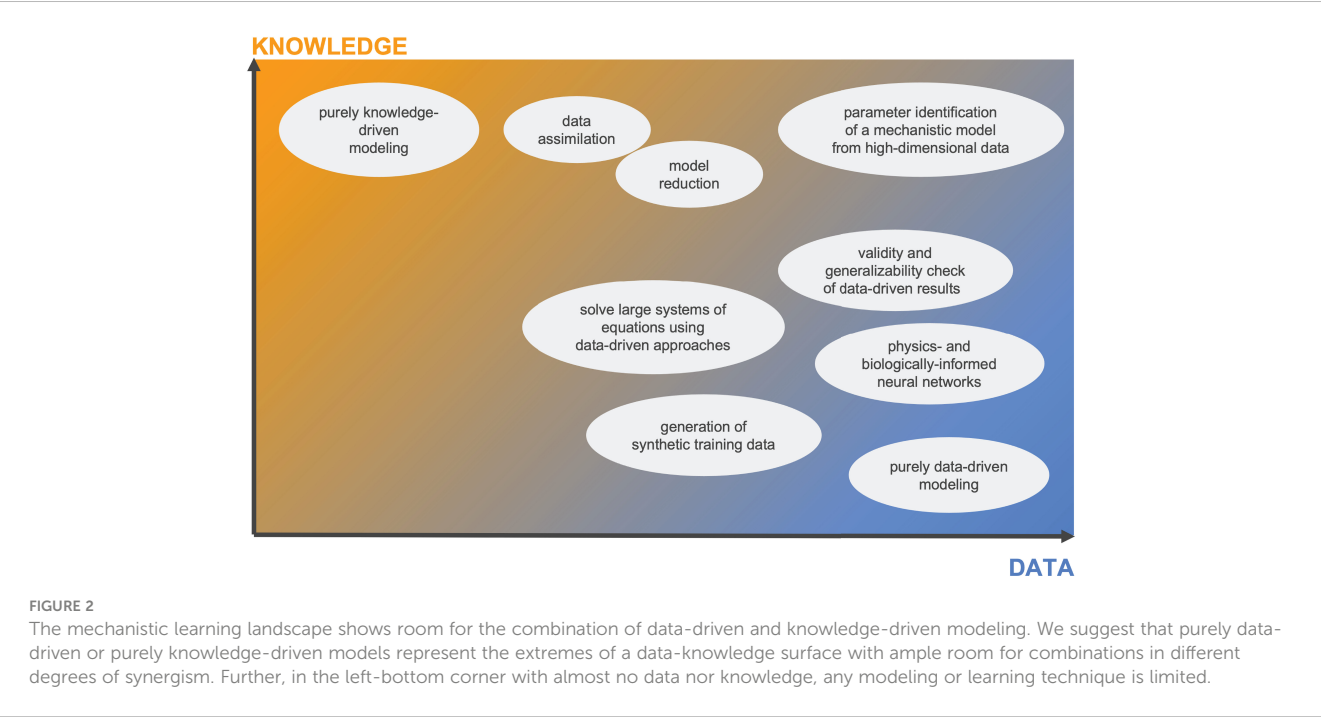 KNOWLEDGE
purely knowledge-
driven
modeling
data
assimilation
model
reduction
parameter identification
of a mechanistic model
from high-dimensional data
validity and
generalizability check
of data-driven results
solve large systems of
equations using
data-driven approaches
physics- and
biologically-informed
neural networks
generation of
synthetic training data
purely data-driven
modeling
DATA
FIGURE 2
The mechanistic learning landscape shows room for the combination of data-driven and knowledge-driven modeling. We suggest that purely data-
driven or purely knowledge-driven models represent the extremes of a data-knowledge surface with ample room for combinations in different
degrees of synergism. Further, in the left-bottom corner with almost no data nor knowledge, any modeling or learning technique is limited.